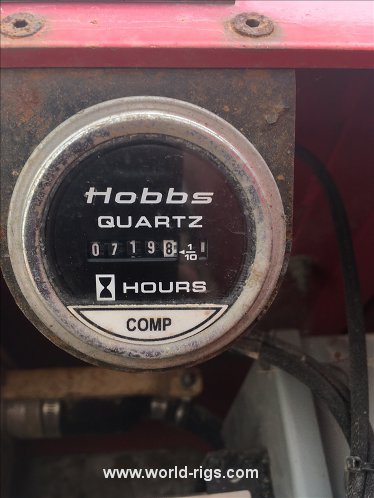 Hobbs
QUARTZ
07198 1/10
HOURS
COMP
www.world-rigs.com